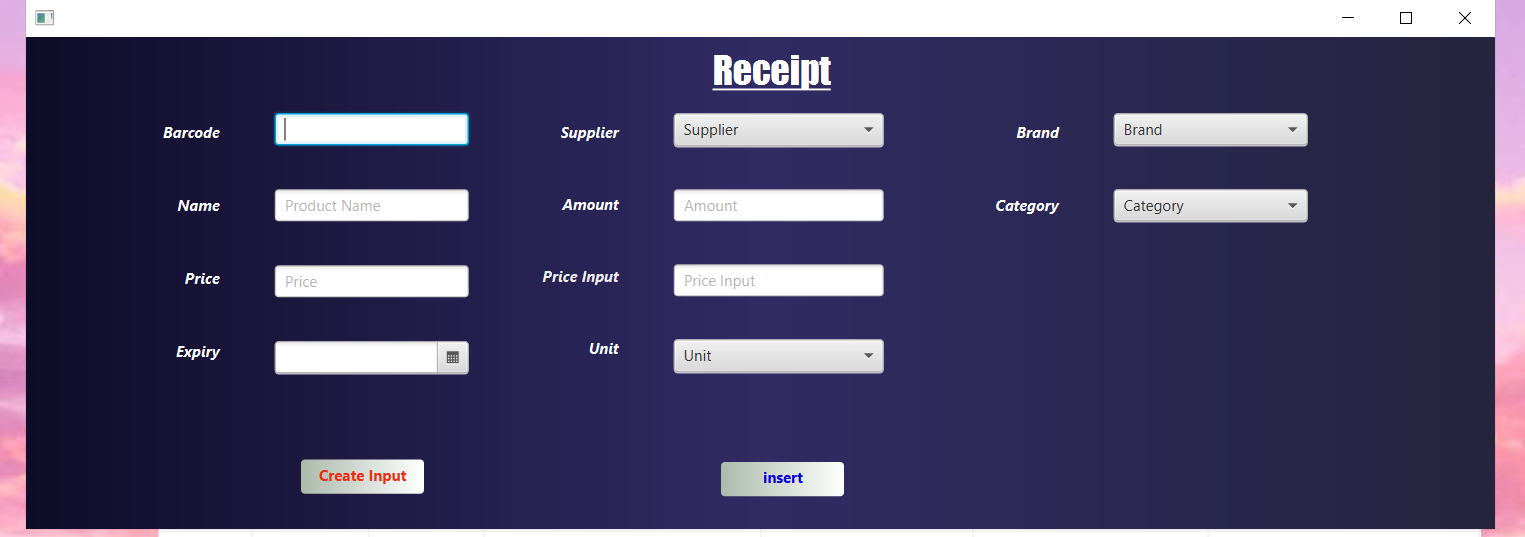 Receipt
Barcode
Supplier
Supplier
Brand
Brand
Name
Product Name
Amount
Amount
Category
Category
Price
Price
Price Input
Price Input
Expiry
Unit
Unit
Create Input
insert